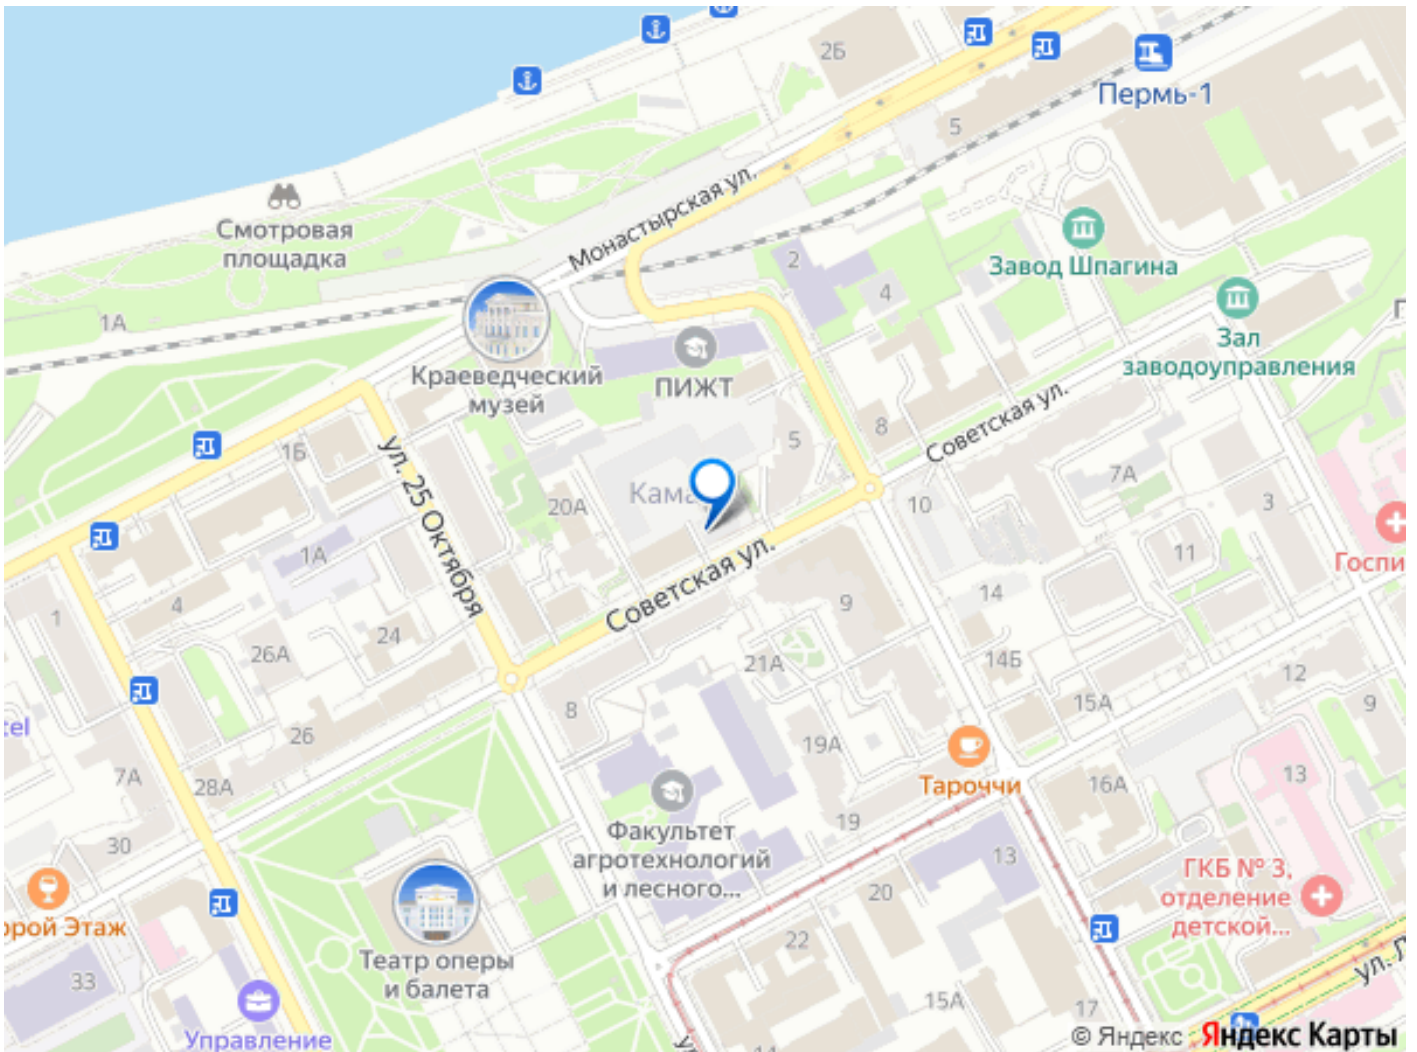 2Б
Пермь-1
5
Монастырская ул.
Смотровая
площадка
2
4
Завод Шпагина
Зал
заводоуправления
1А
Краеведческий
музей
ПИЖТ
5
8
Советская ул.
7А
3
1Б
ул. 25 Октября
20А
Кама
10
11
Госпи
1А
Советская ул.
14
1
4
24
26А
9
21А
14Б
12
15А
9
8
26
19А
7А
28А
Тароччи
16А
13
19
30
Факультет
агротехнологий
и лесного...
13
ГКБ № 3,
отделение
детской...
20
рой Этаж
22
Театр оперы
и балета
33
15А
17
Управление
14
ул. Л
© Яндекс Яндекс Карты